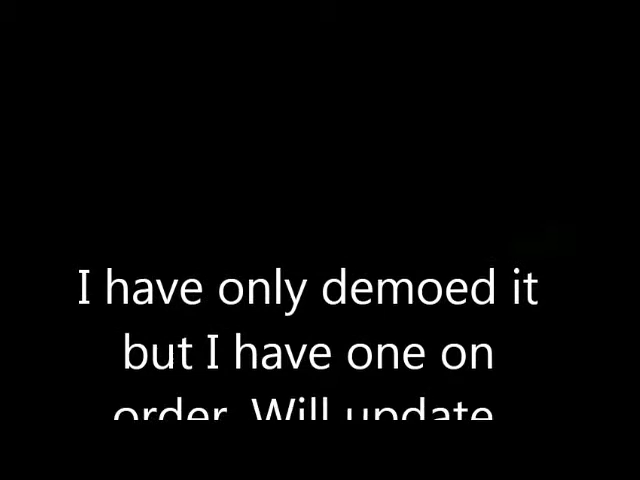 I have only demoed it
but I have one on
order. Will update